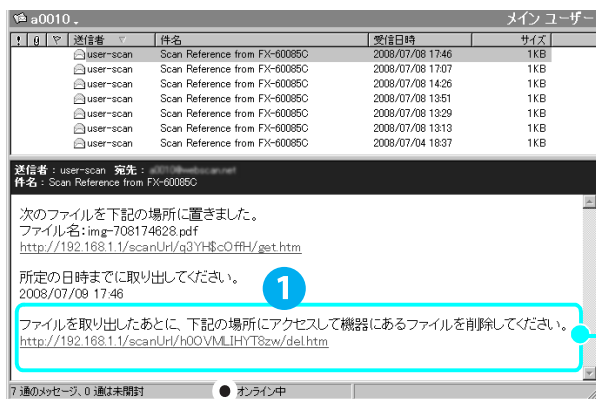 a0010 メイン ユーザー
! 送信者 件名 受信日時 サイズ
user-scan Scan Reference from FX-60085C 2008/07/08 17:46 1KB
user-scan Scan Reference from FX-60085C 2008/07/08 17:07 1KB
user-scan Scan Reference from FX-60085C 2008/07/08 14:26 1KB
user-scan Scan Reference from FX-60085C 2008/07/08 13:51 1KB
user-scan Scan Reference from FX-60085C 2008/07/08 13:29 1KB
user-scan Scan Reference from FX-60085C 2008/07/08 13:13 1KB
user-scan Scan Reference from FX-60085C 2008/07/04 18:37 1KB
送信者：user-scan 宛先：
件名：Scan Reference from FX-60085C
次のファイルを下記の場所に置きました。
ファイル名：img-708174628.pdf
http://192.168.1.1/scanUrl/q3YH$cOffH/get.htm
所定の日時までに取り出してください。
2008/07/09 17:46
1
ファイルを取り出したあとに、下記の場所にアクセスして機器にあるファイルを削除してください。
http://192.168.1.1/scanUrl/h0OVMLIHYT8zw/del.htm
7 通のメッセージ、0 通は未開封 オンライン中